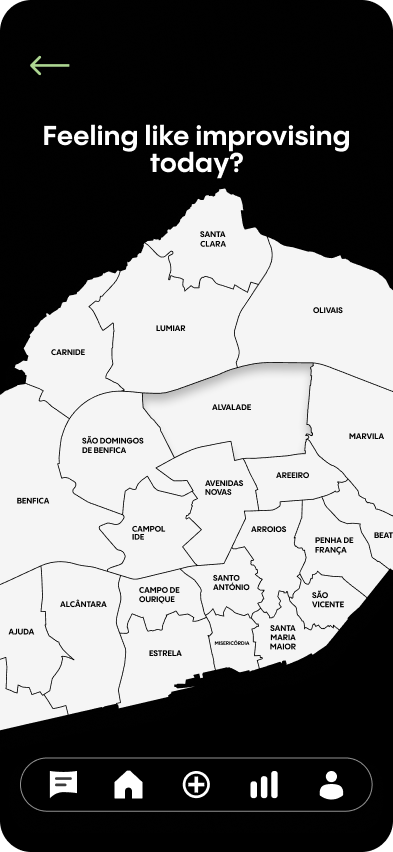 Feeling like improvising
today?
SANTA
CLARA
OLIVAIS
LUMIAR
CARNIDE
ALVALADE
MARVILA
SÃO DOMINGOS
DE BENFICA
AREEIRO
AVENIDAS
NOVAS
BENFICA
CAMPOL
IDE
ARROIOS
BEAT
PENHA DE
FRANÇA
SANTO
ANTÓNIO
CAMPO DE
OURIQUE
SÃO
VICENTE
ALCÂNTARA
AJUDA
SANTA
MARIA
MAIOR
MISERICÓRDIA
ESTRELA